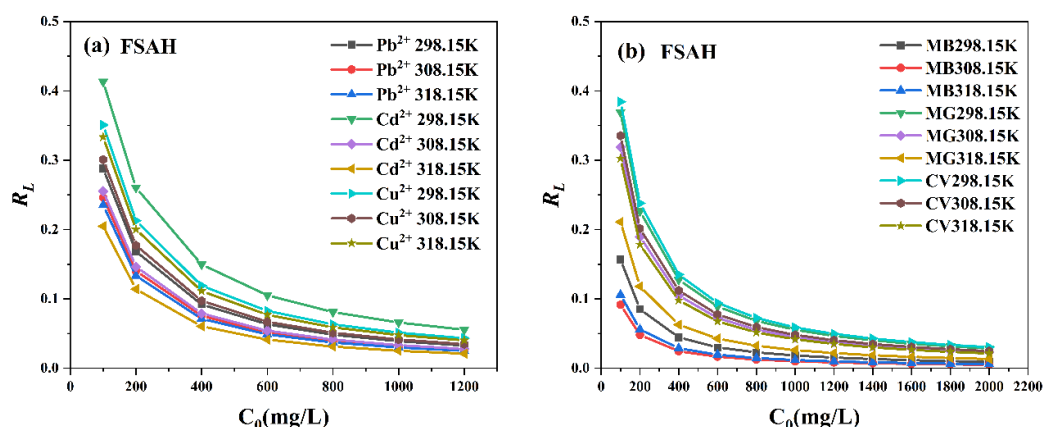 (a) FSAH
Pb²⁺ 298.15K
Pb²⁺ 308.15K
Pb²⁺ 318.15K
Cd²⁺ 298.15K
Cd²⁺ 308.15K
Cd²⁺ 318.15K
Cu²⁺ 298.15K
Cu²⁺ 308.15K
Cu²⁺ 318.15K
0.5
0.4
0.3
0.2
0.1
0.0
R_L
0 200 400 600 800 1000 1200
C₀(mg/L)
(b) FSAH
MB298.15K
MB308.15K
MB318.15K
MG298.15K
MG308.15K
MG318.15K
CV298.15K
CV308.15K
CV318.15K
0.5
0.4
0.3
0.2
0.1
0.0
R_L
0 200 400 600 800 1000 1200 1400 1600 1800 2000 2200
C₀(mg/L)